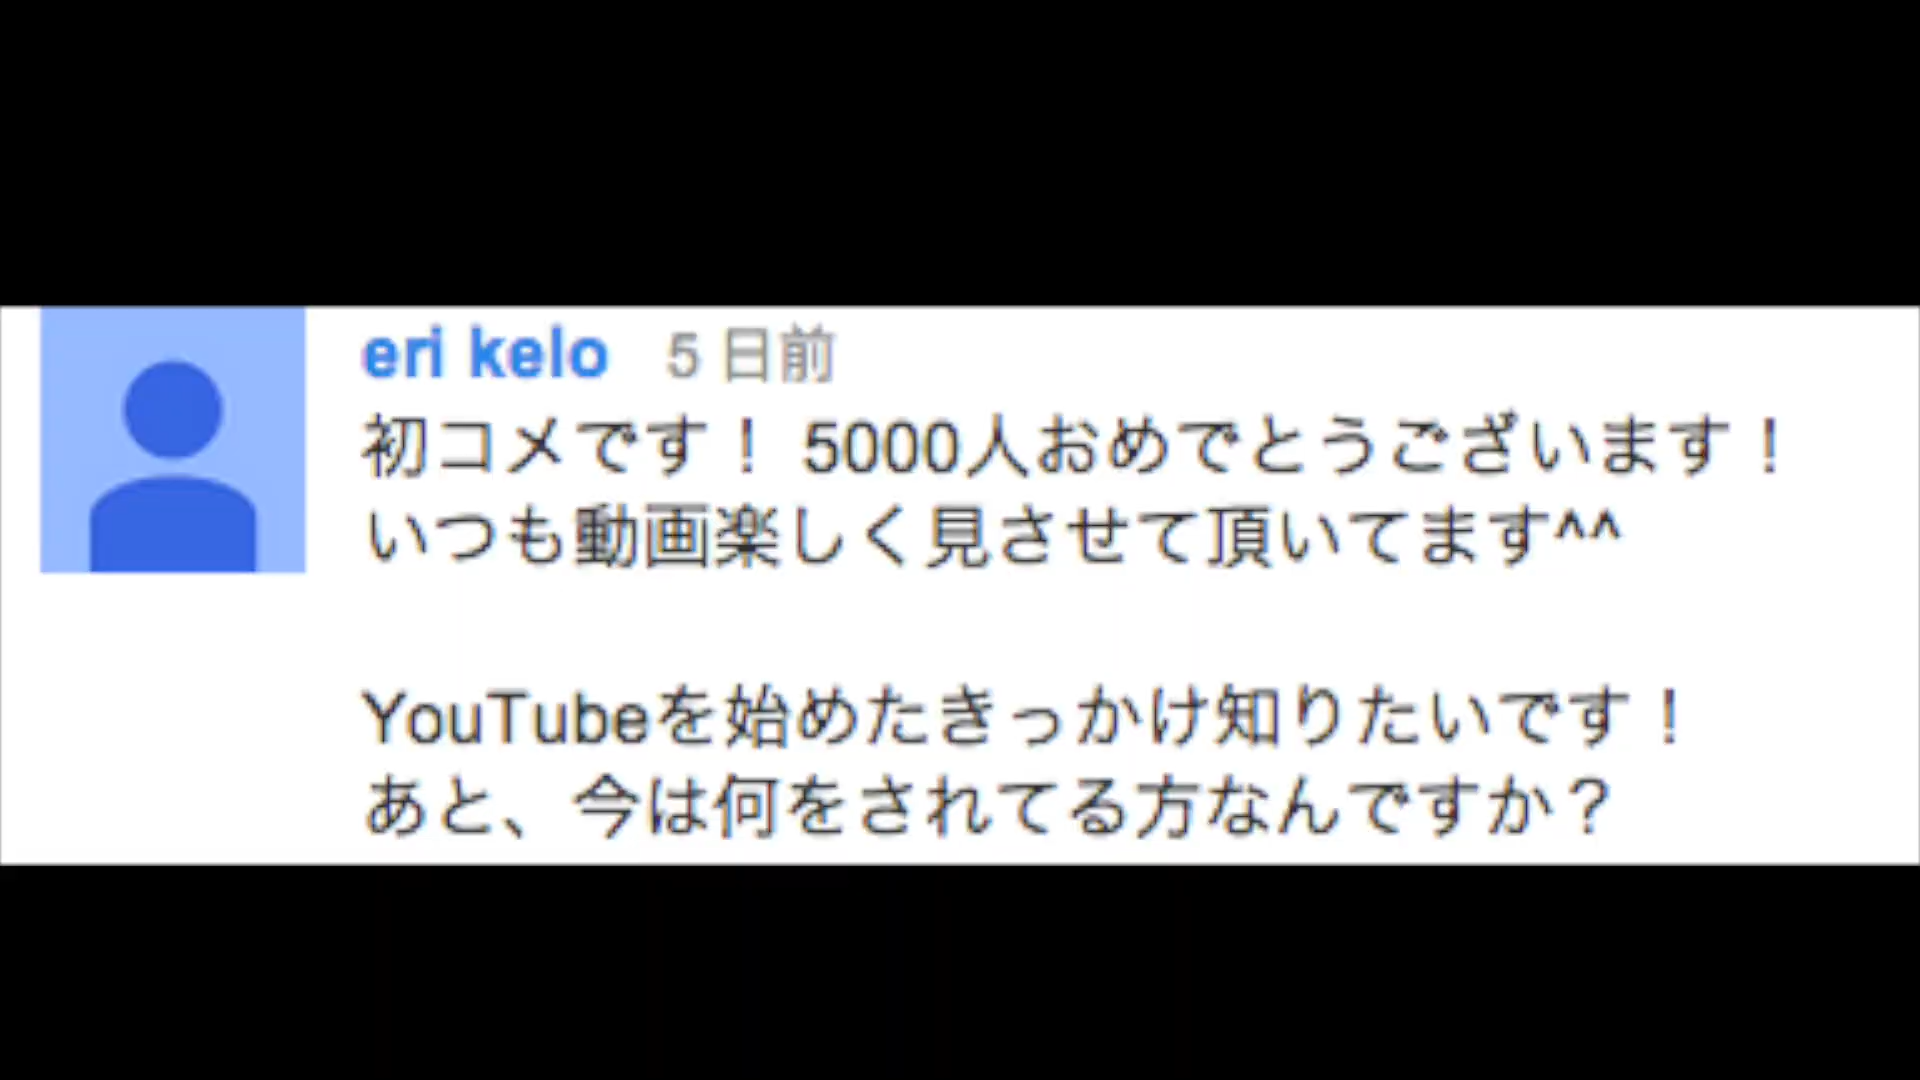 eri kelo 5 日前
初コメです！ 5000人おめでとうございます！
いつも動画楽しく見させて頂いてます^^
YouTubeを始めたきっかけ知りたいです！
あと、今は何をされてる方なんですか？